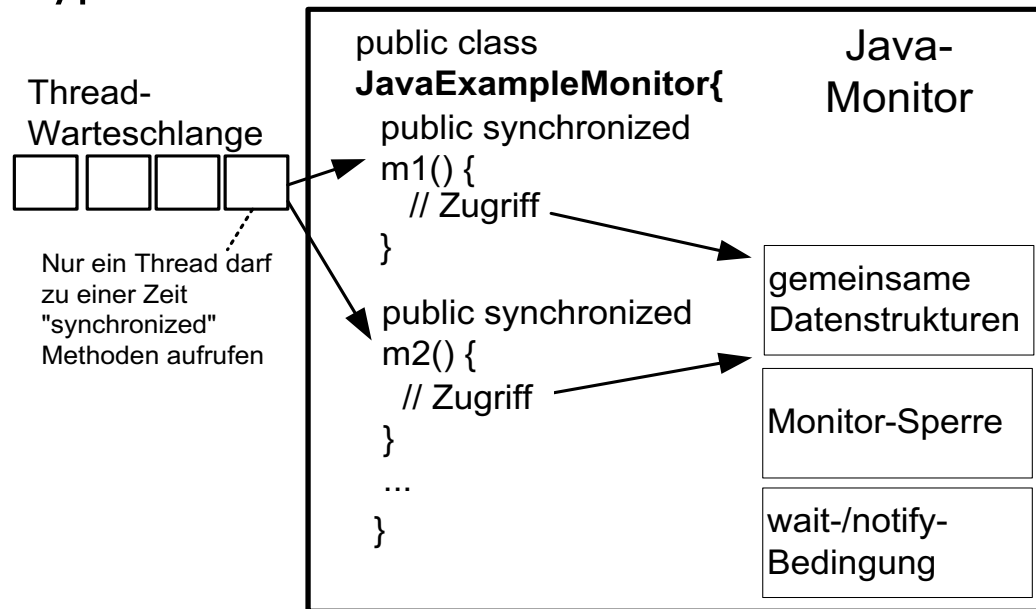 Thread-
Warteschlange
Nur ein Thread darf
zu einer Zeit
"synchronized"
Methoden aufrufen
public class
JavaExampleMonitor{
public synchronized
m1() {
// Zugriff
}
public synchronized
m2() {
// Zugriff
}
...
}
Java-
Monitor
gemeinsame
Datenstrukturen
Monitor-Sperre
wait-/notify-
Bedingung